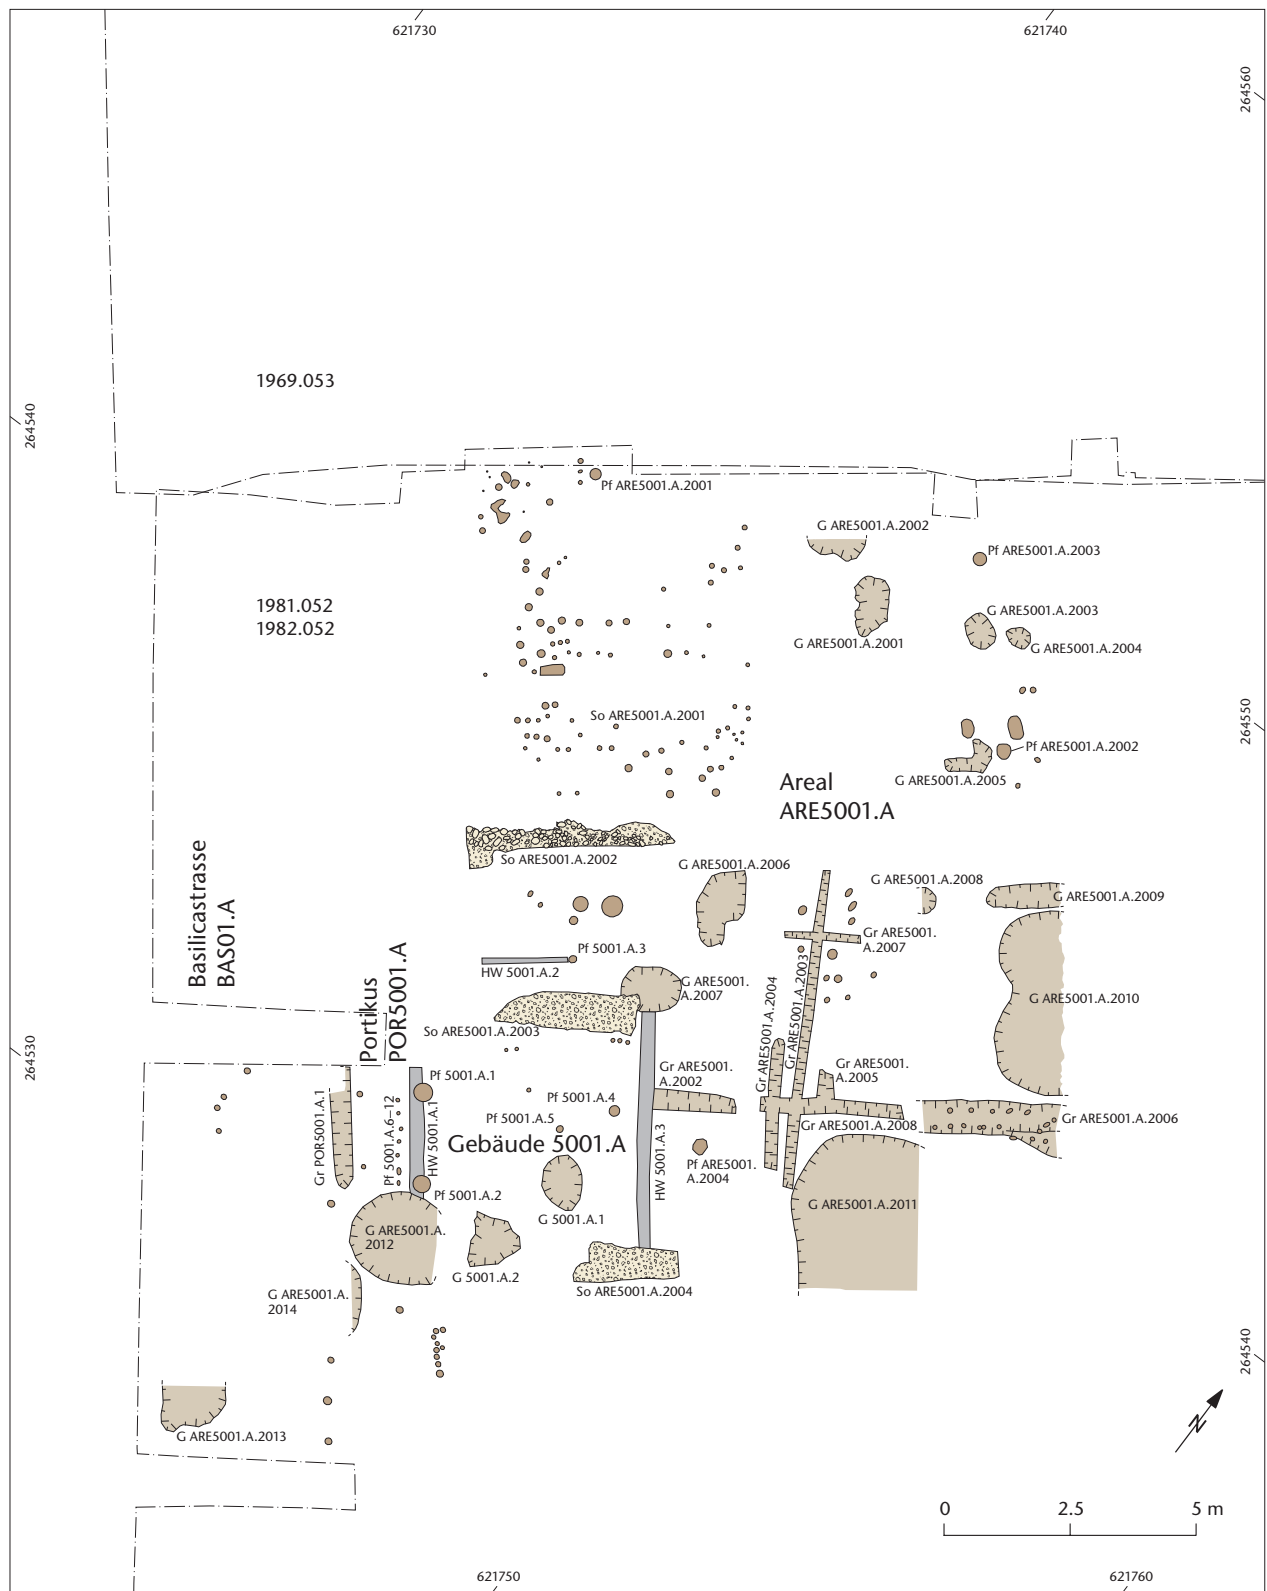 621730
621740
264560
1969.053
264540
Pf ARE5001.A.2001
G ARE5001.A.2002
Pf ARE5001.A.2003
1981.052
1982.052
G ARE5001.A.2003
G ARE5001.A.2001
G ARE5001.A.2004
So ARE5001.A.2001
264550
Pf ARE5001.A.2002
G ARE5001.A.2005
Areal
ARE5001.A
So ARE5001.A.2002
G ARE5001.A.2006
G ARE5001.A.2008
G ARE5001.A.2009
Basilicastrasse
BAS01.A
Gr ARE5001.
A.2007
Portikus
POR5001.A
Pf 5001.A.3
HW 5001.A.2
G ARE5001.
A.2007
Gr ARE5001.A.2004
Gr ARE5001.A.2003
G ARE5001.A.2010
So ARE5001.A.2003
264530
Gr ARE5001.
A.2002
Gr ARE5001.
A.2005
Pf 5001.A.1
Pf 5001.A.4
Gr POR5001.A.1
Pf 5001.A.6–12
HW 5001.A.1
Pf 5001.A.5
Gr ARE5001.A.2008
Gr ARE5001.A.2006
Gebäude 5001.A
HW 5001.A.3
Pf ARE5001.
A.2004
Pf 5001.A.2
G 5001.A.1
G ARE5001.A.2011
G ARE5001.A.
2012
G 5001.A.2
So ARE5001.A.2004
G ARE5001.A.
2014
264540
G ARE5001.A.2013
N
0
2.5
5 m
621750
621760